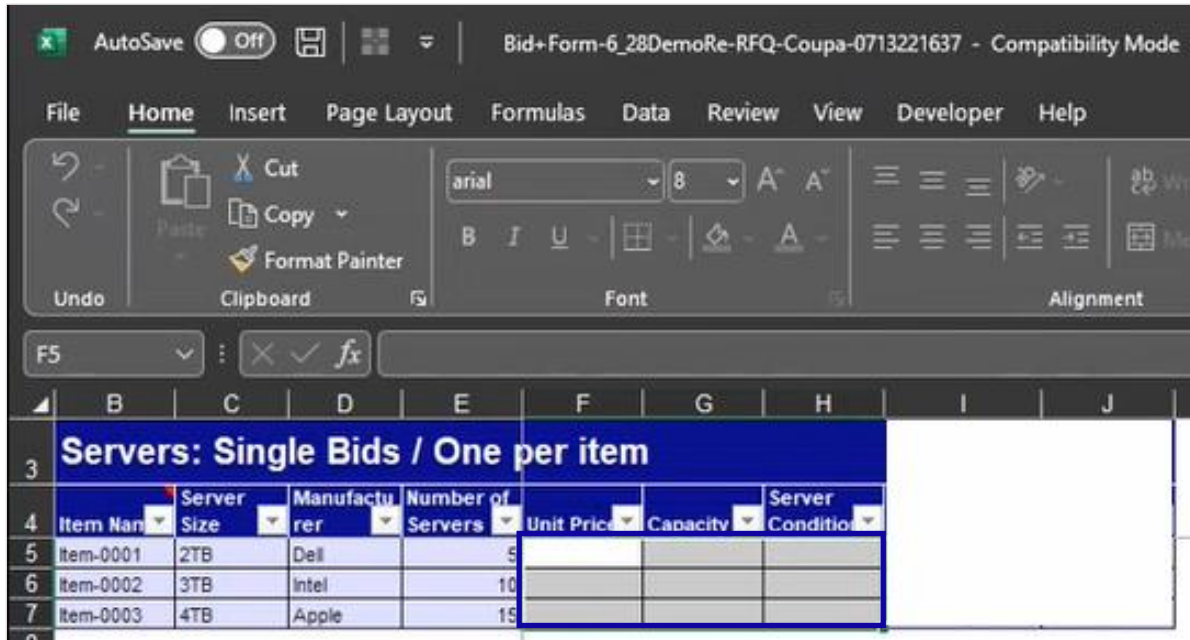 AutoSave Off Bid+Form-6_28DemoRe-RFQ-Coupa-0713221637 - Compatibility Mode
File Home Insert Page Layout Formulas Data Review View Developer Help
Cut
arial 8 A A
Copy
Paste
B I U A
Format Painter
Undo Clipboard Font Alignment
F5 fx
B C D E F G H I J
3 Servers: Single Bids / One per item
Server Manufactu Number of Server
4 Item Nam Size rer Servers Unit Price Capacity Condition
5 Item-0001 2TB Dell 5
6 Item-0002 3TB Intel 10
7 Item-0003 4TB Apple 15